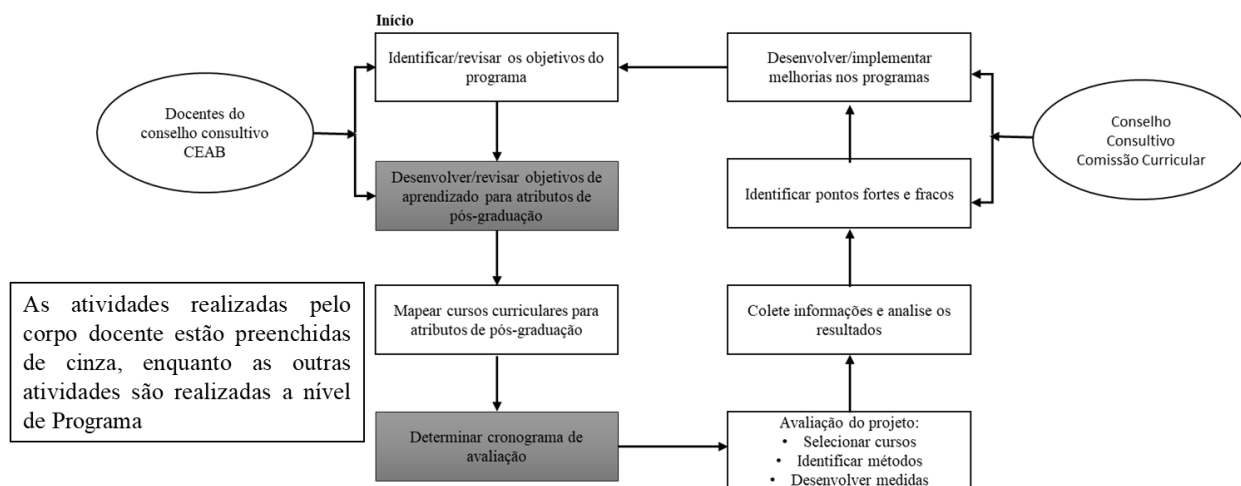 Início
Identificar/revisar os objetivos do
programa
Desenvolver/implementar
melhorias nos programas
Docentes do
conselho consultivo
CEAB
Conselho
Consultivo
Comissão Curricular
Desenvolver/revisar objetivos de
aprendizado para atributos de
pós-graduação
Identificar pontos fortes e fracos
As atividades realizadas pelo
corpo docente estão preenchidas
de cinza, enquanto as outras
atividades são realizadas a nível
de Programa
Mapear cursos curriculares para
atributos de pós-graduação
Colete informações e analise os
resultados
Determinar cronograma de
avaliação
Avaliação do projeto:
• Selecionar cursos
• Identificar métodos
• Desenvolver medidas